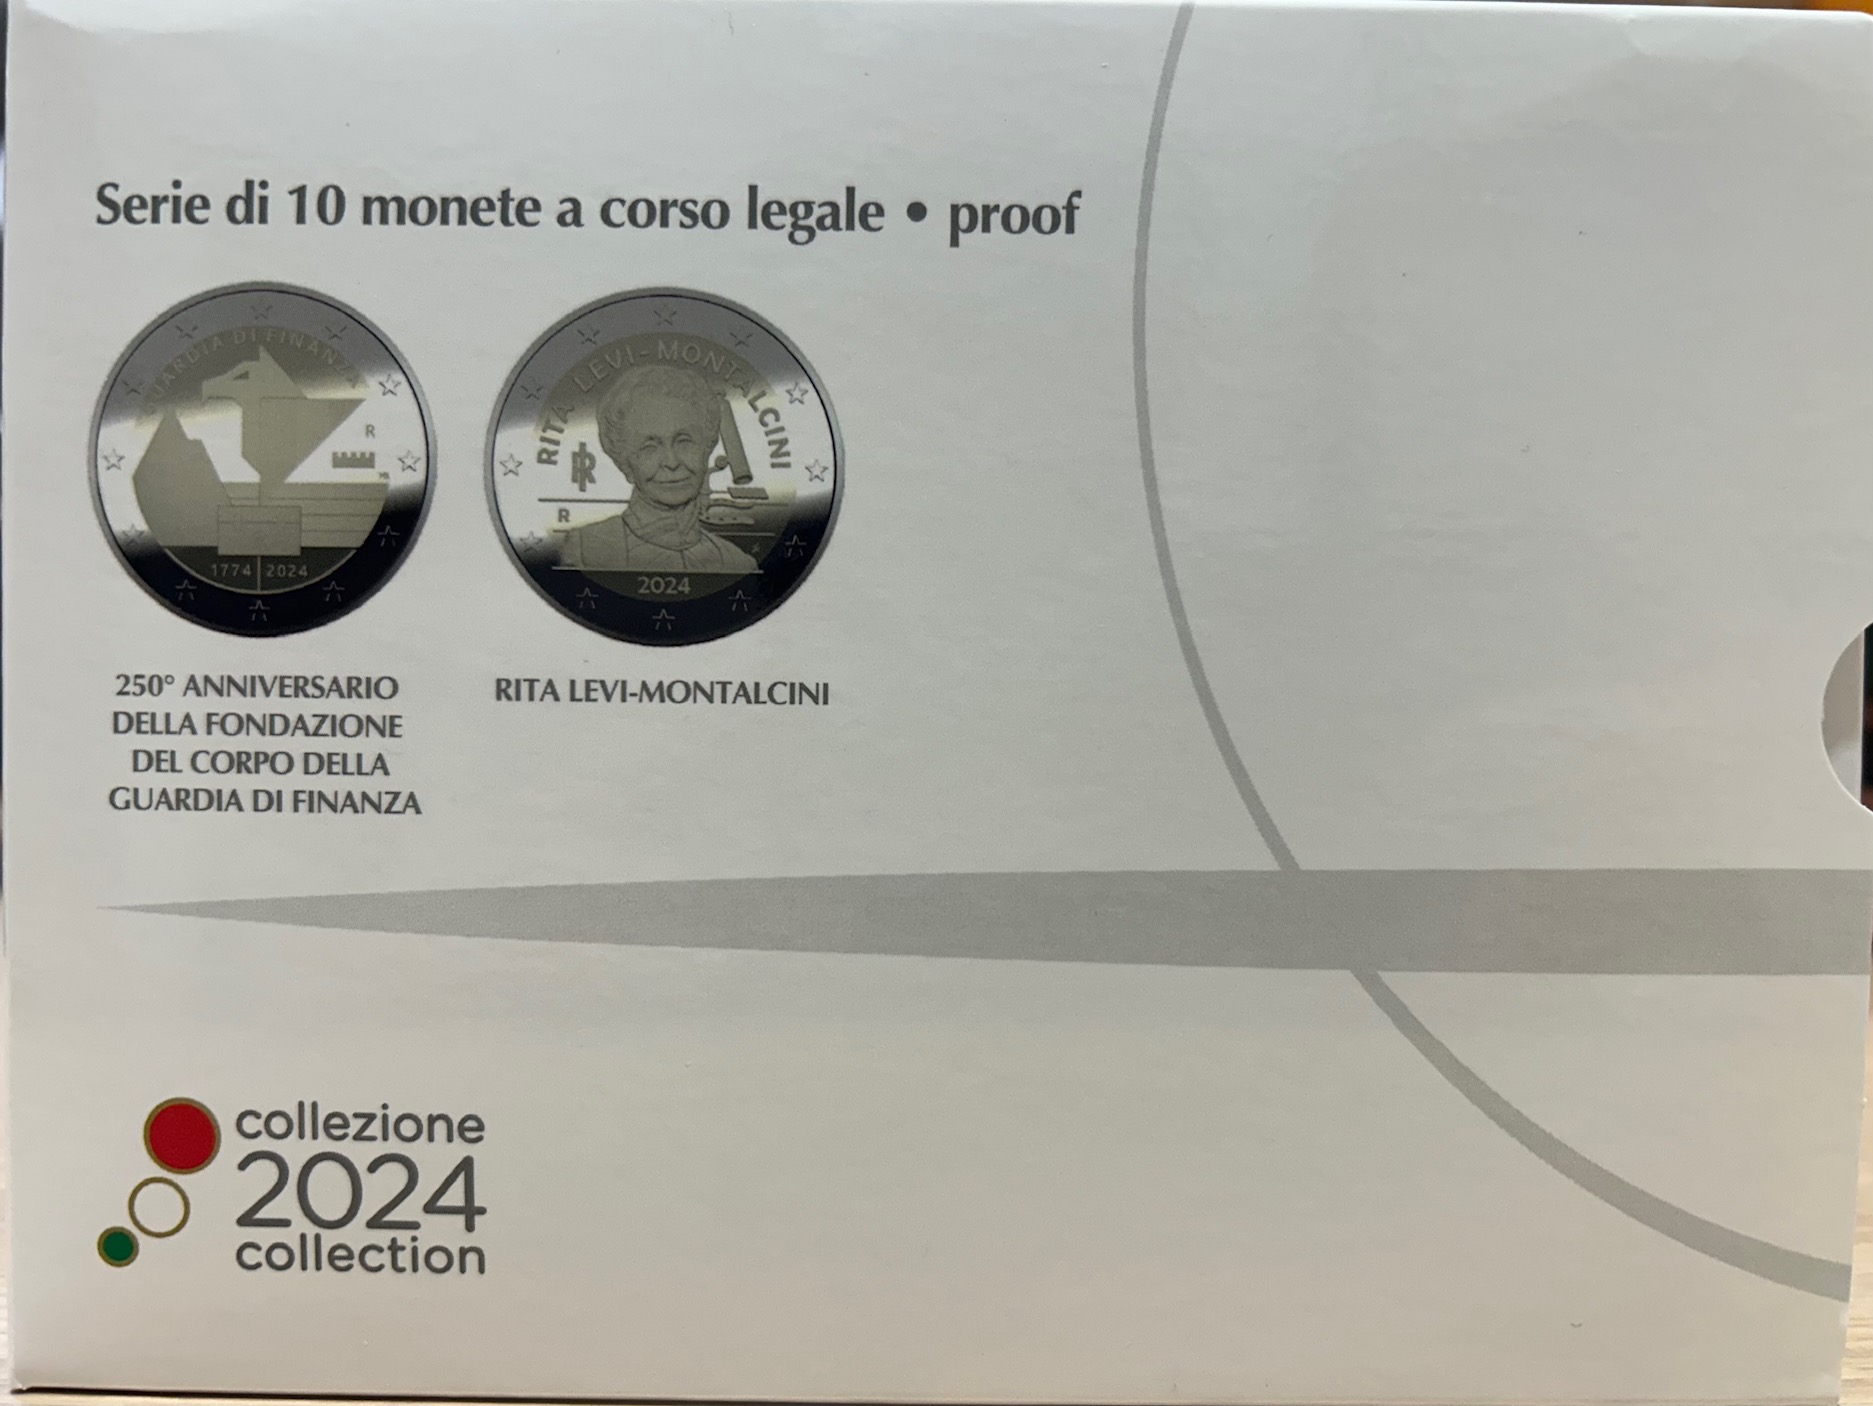 Serie di 10 monete a corso legale • proof
GUARDIA DI FINANZA
R
1774 2024
RITA LEVI-MONTALCINI
R
2024
250° ANNIVERSARIO
DELLA FONDAZIONE
DEL CORPO DELLA
GUARDIA DI FINANZA
RITA LEVI-MONTALCINI
collezione
2024
collection